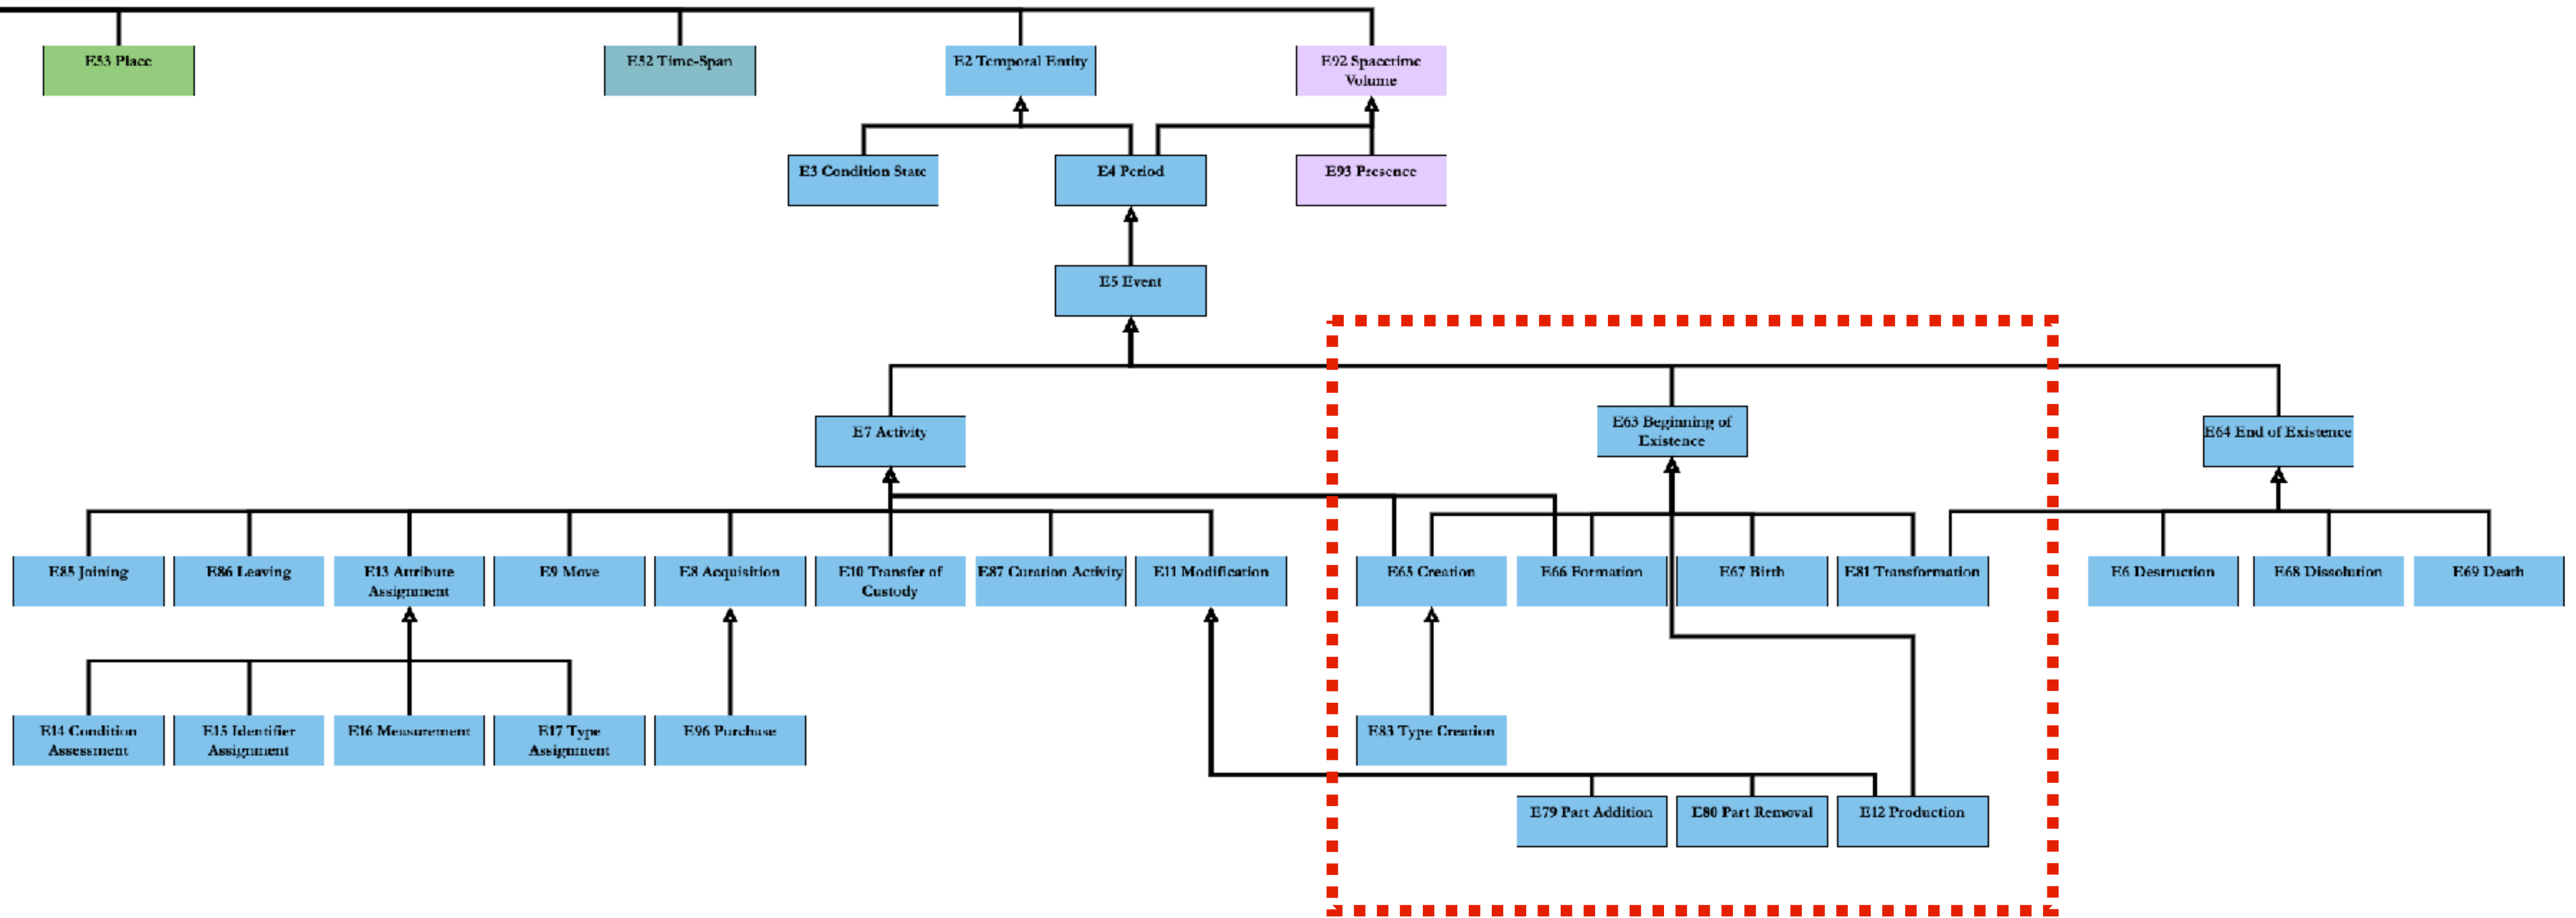 E53 Place
E52 Time-Span
E2 Temporal Entity
E92 Spacetime
Volume
E3 Condition State
E4 Period
E93 Presence
E5 Event
E7 Activity
E63 Beginning of
Existence
E64 End of Existence
E85 Joining
E86 Leaving
E13 Attribute
Assignment
E9 Move
E8 Acquisition
E10 Transfer of
Custody
E87 Curation Activity
E11 Modification
E65 Creation
E66 Formation
E67 Birth
E81 Transformation
E6 Destruction
E68 Dissolution
E69 Death
E14 Condition
Assessment
E15 Identifier
Assignment
E16 Measurement
E17 Type
Assignment
E96 Purchase
E83 Type Creation
E79 Part Addition
E80 Part Removal
E12 Production